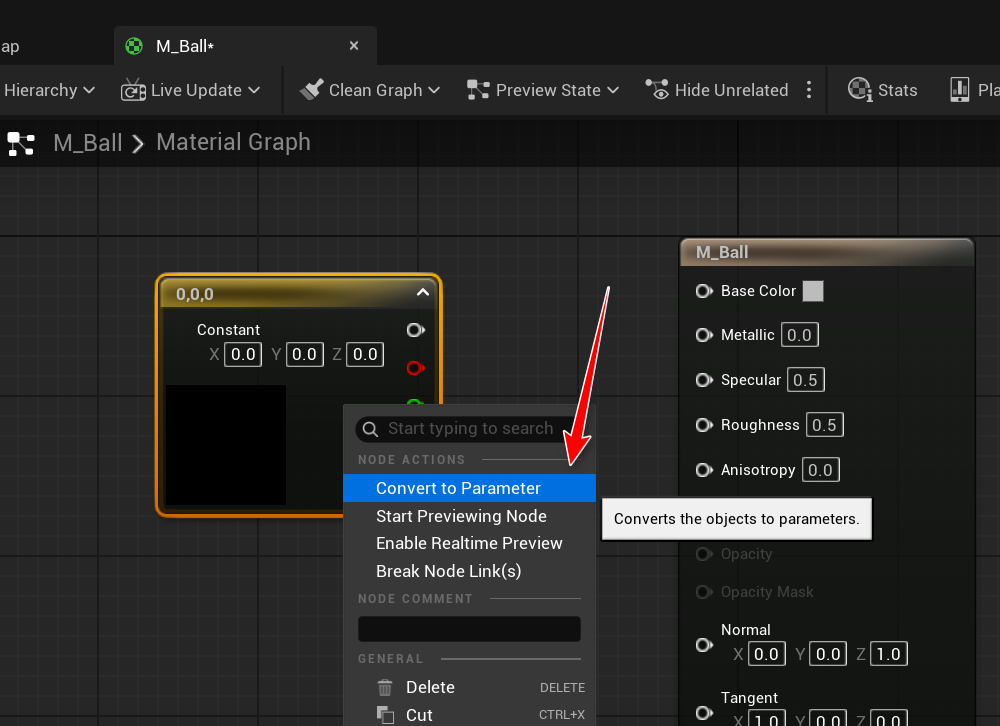 ap
M_Ball*
Hierarchy
Live Update
Clean Graph
Preview State
Hide Unrelated
Stats
Pla
M_Ball
Material Graph
0,0,0
Constant
X 0.0 Y 0.0 Z 0.0
Start typing to search
NODE ACTIONS
Convert to Parameter
Start Previewing Node
Enable Realtime Preview
Break Node Link(s)
NODE COMMENT
GENERAL
Delete DELETE
Cut CTRL+X
Converts the objects to parameters.
M_Ball
Base Color
Metallic 0.0
Specular 0.5
Roughness 0.5
Anisotropy 0.0
Opacity
Opacity Mask
Normal
X 0.0 Y 0.0 Z 1.0
Tangent
X 1.0 Y 0.0 Z 0.0